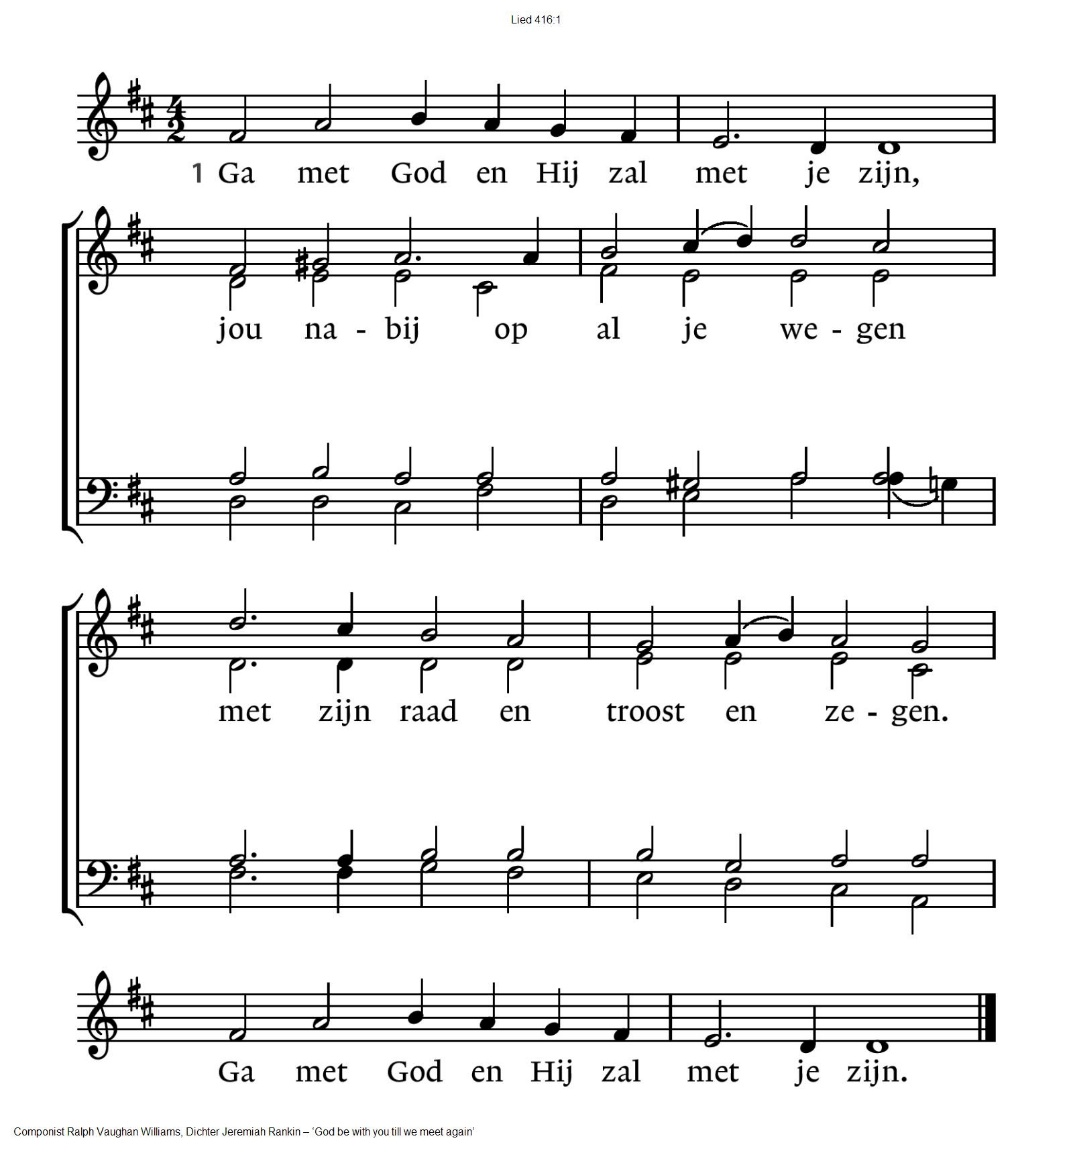 Lied 416:1
1 Ga met God en Hij zal met je zijn,
jou na - bij op al je we - gen
met zijn raad en troost en ze - gen.
Ga met God en Hij zal met je zijn.
Componist Ralph Vaughan Williams, Dichter Jeremiah Rankin – 'God be with you till we meet again'